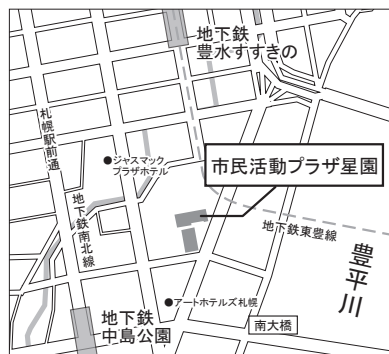 地下鉄
豊水すすきの
札幌駅前通
●ジャスマック
プラザホテル
市民活動プラザ星園
地下鉄南北線
地下鉄東豊線
豊平川
●アートホテルズ札幌
地下鉄
中島公園
南大橋